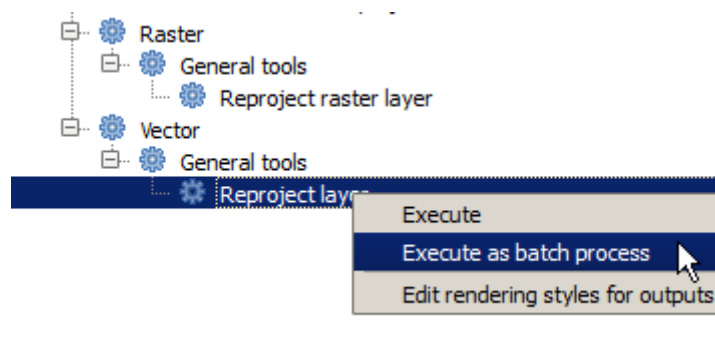 Raster
General tools
Reproject raster layer
Vector
General tools
Reproject layer
Execute
Execute as batch process
Edit rendering styles for outputs